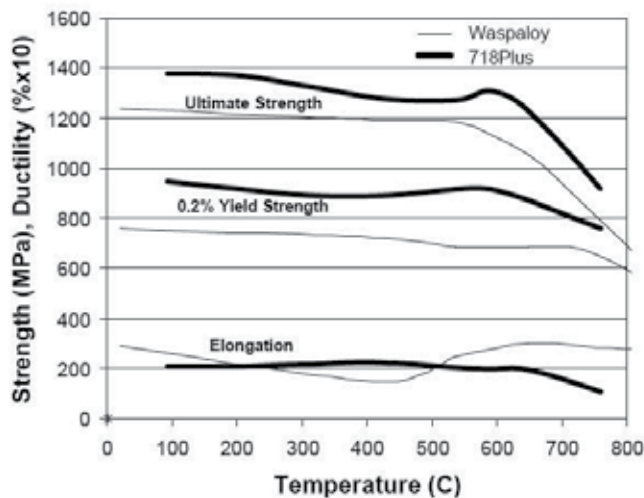 Strength (MPa), Ductility (%x10)
1600
1400
1200
1000
800
600
400
200
0
Waspaloy
718Plus
Ultimate Strength
0.2% Yield Strength
Elongation
0 100 200 300 400 500 600 700 800
Temperature (C)